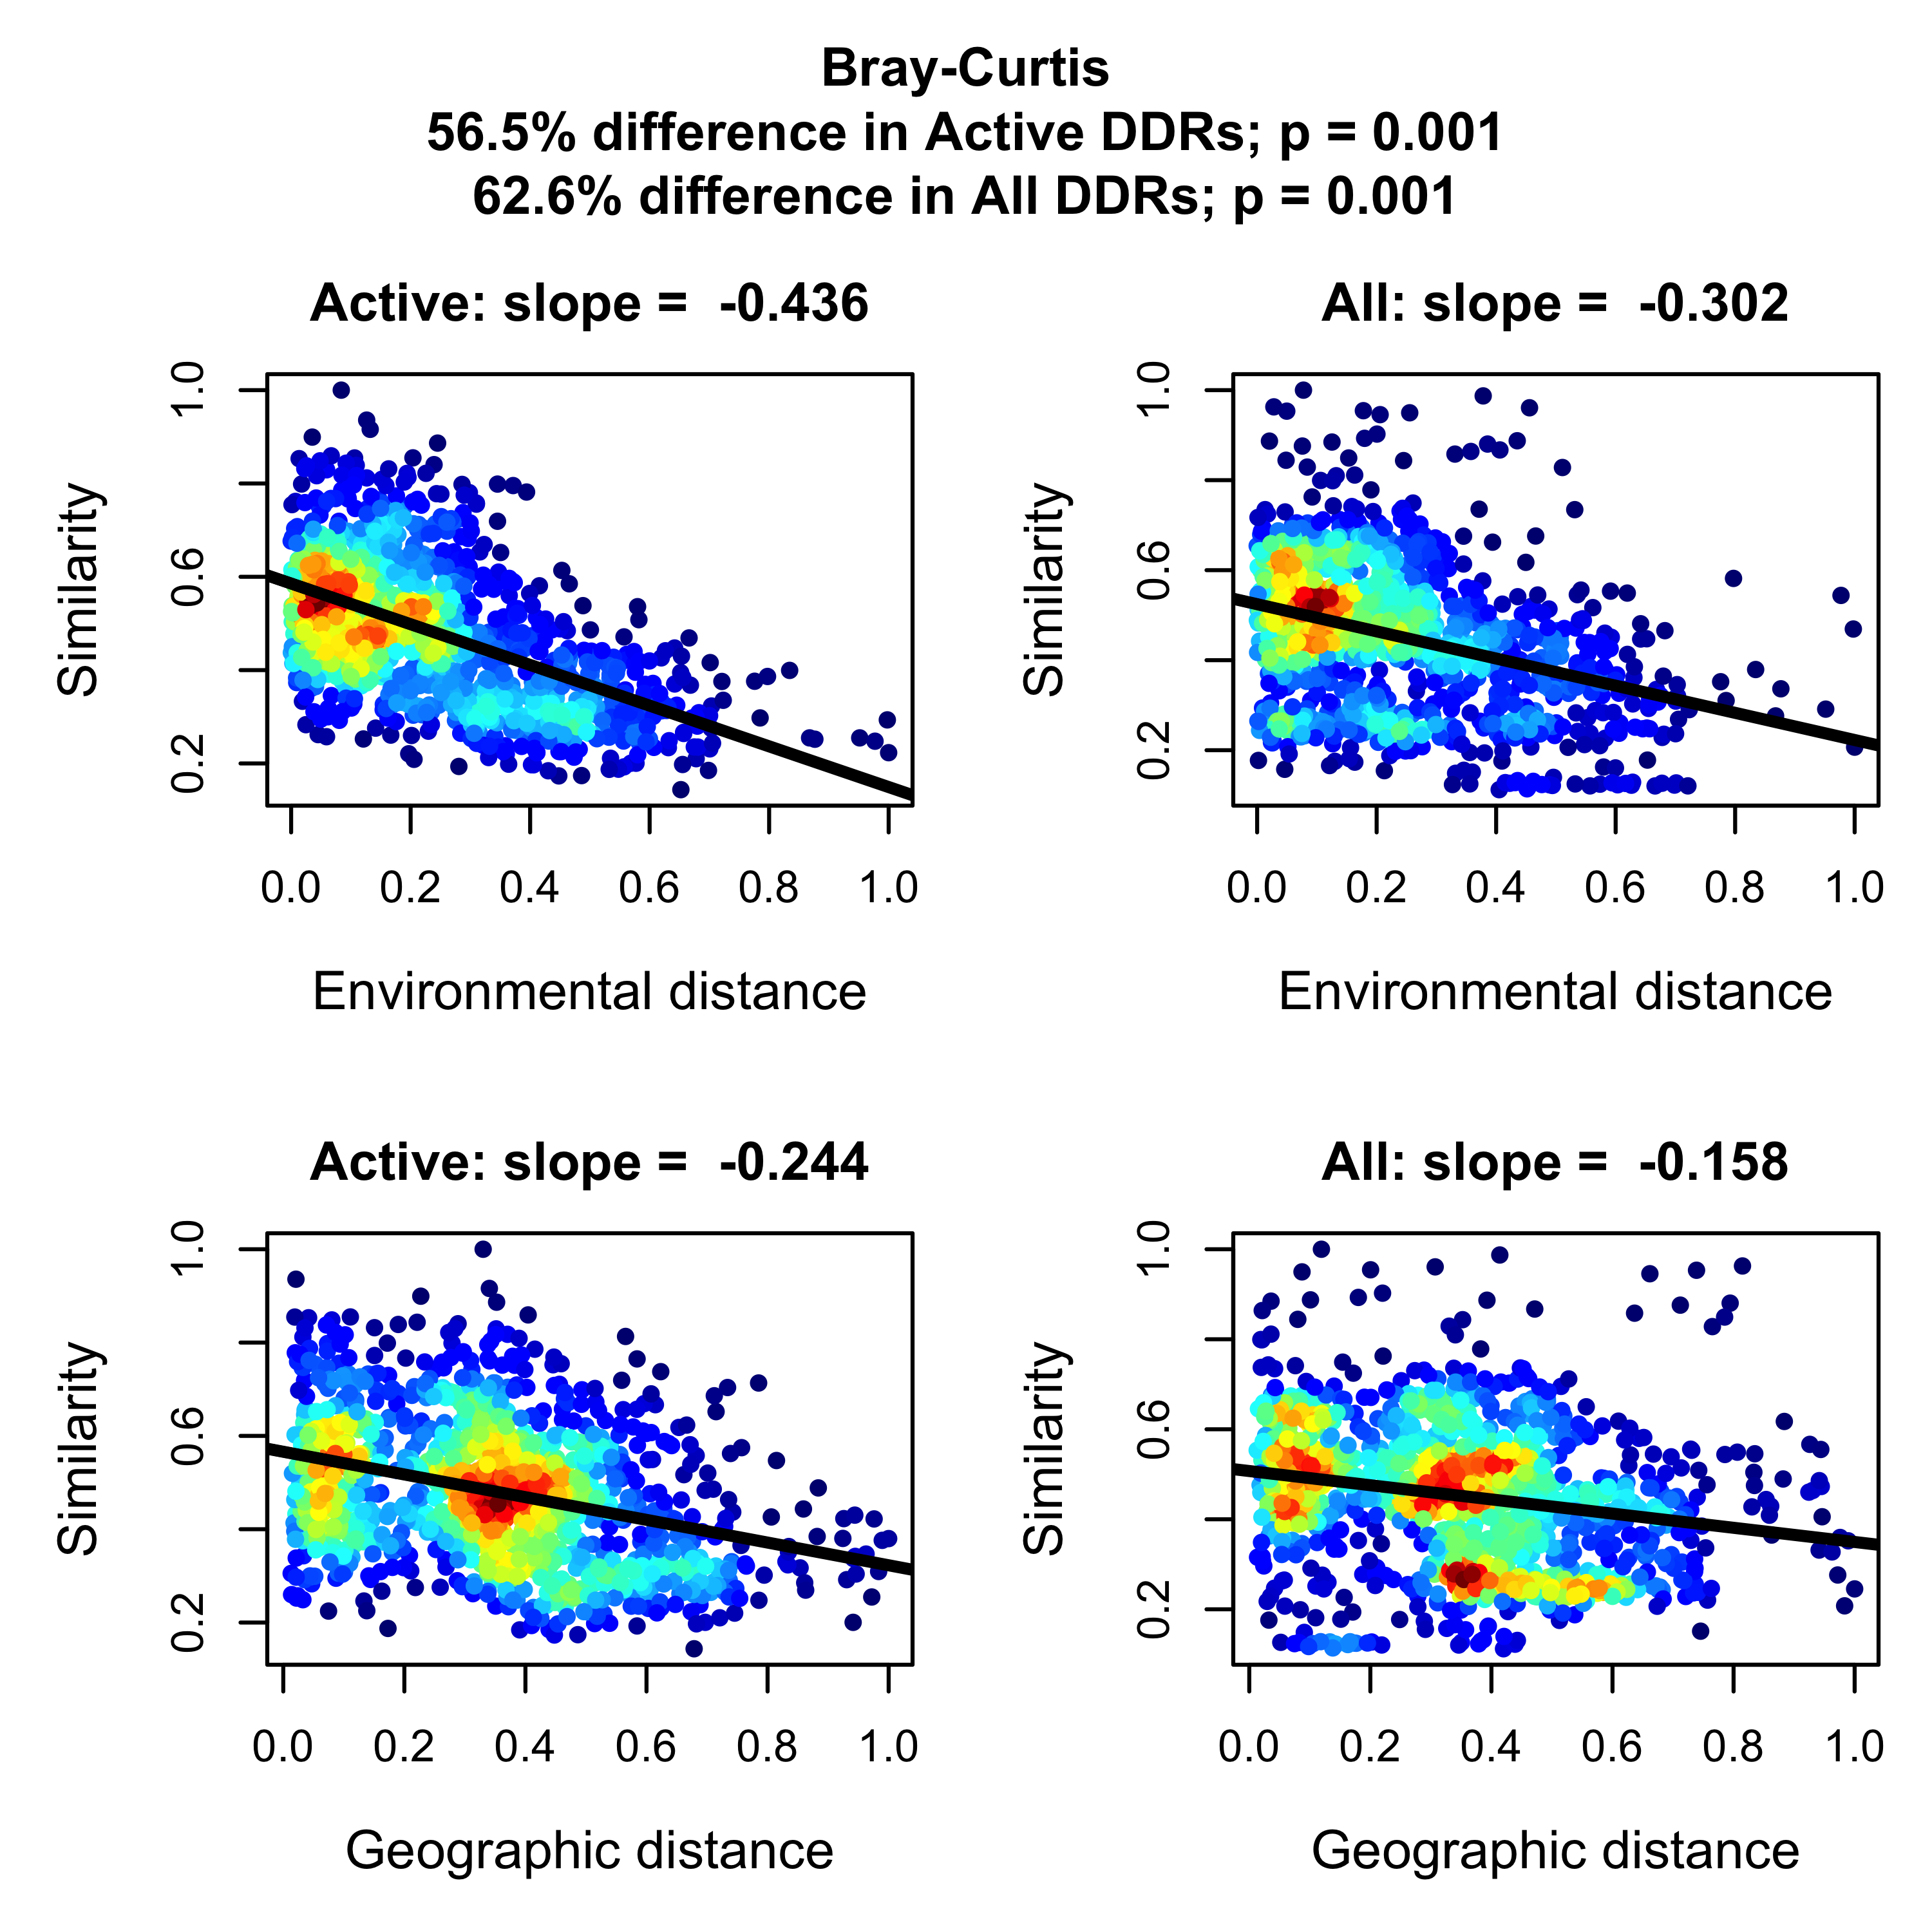 Bray-Curtis
56.5% difference in Active DDRs; p = 0.001
62.6% difference in All DDRs; p = 0.001
Active: slope = -0.436
Similarity
1.0
0.6
0.2
0.0 0.2 0.4 0.6 0.8 1.0
Environmental distance
All: slope = -0.302
Similarity
1.0
0.6
0.2
0.0 0.2 0.4 0.6 0.8 1.0
Environmental distance
Active: slope = -0.244
Similarity
1.0
0.6
0.2
0.0 0.2 0.4 0.6 0.8 1.0
Geographic distance
All: slope = -0.158
Similarity
1.0
0.6
0.2
0.0 0.2 0.4 0.6 0.8 1.0
Geographic distance